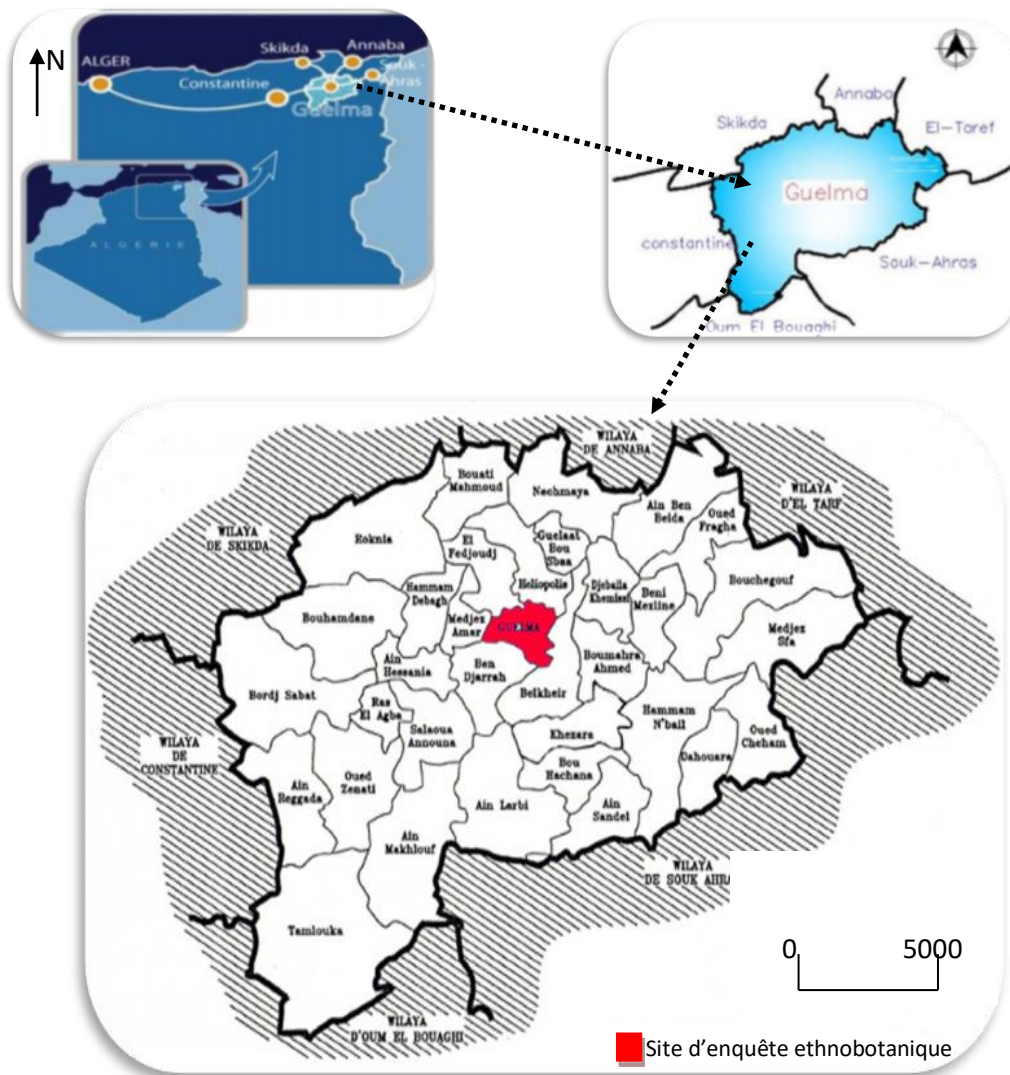 N
ALGER
Skikda
Annaba
Souk -
Ahras
Constantine
Guelma
ALGERIE
Annaba
Skikda
El-Taref
Guelma
constantine
Souk-Ahras
Oum El Bouaghi
WILAYA
DE ANNABA
WILAYA
D'EL TARF
WILAYA
DE SKIKDA
Bouati
Mahmoud
Nechmaya
Ain Ben
Beida
Oued
Fragha
Roknia
El
Fedjoudj
Guelaat
Bou
Sbaa
Hammam
Debagh
Heliopolis
Djeballa
Khemissi
Beni
Mezline
Bouchegouf
Bouhamdane
Medjez
Amar
GUELMA
Medjez
Sfa
Ain
Hessania
Ben
Djarrah
Boumahra
Ahmed
Bordj Sabat
Ras
El Agba
Belkheir
Hammam
N'bail
Salaoua
Announa
Khezara
Oued
Cheham
WILAYA
DE
CONSTANTINE
Dahouara
Oued
Zenati
Bou
Hachana
Ain
Reggada
Ain Larbi
Ain
Sandel
Ain
Makhlouf
WILAYA
DE SOUK AHRA
Tamlouka
0 5000
WILAYA
D'OUM EL BOUAGHI
Site d'enquête ethnobotanique